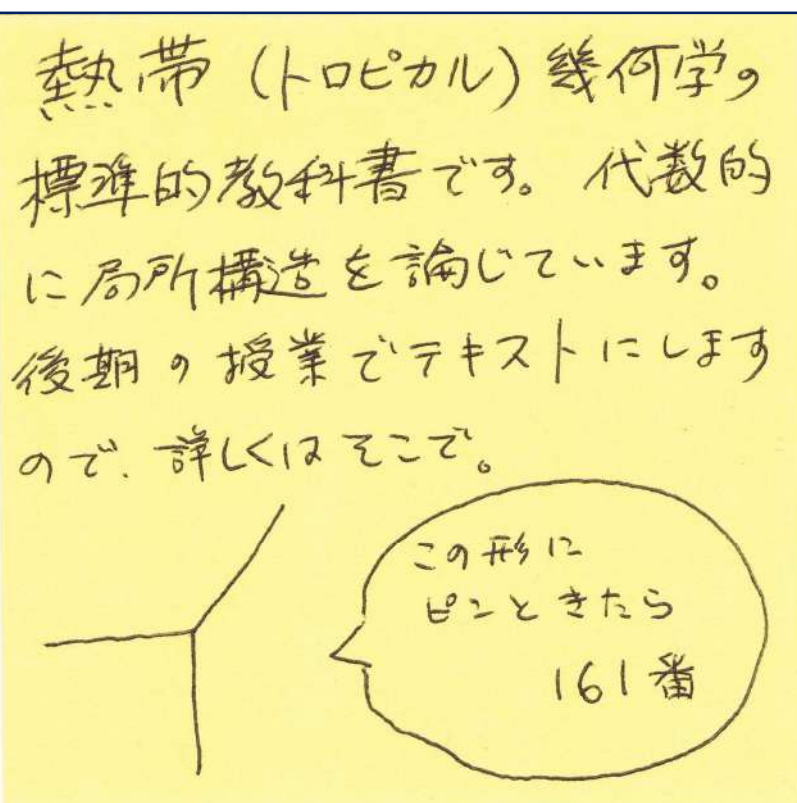 熱帯(トロピカル)幾何学の
標準的教科書です。代数的
に局所構造を論じています。
後期の授業でテキストにします
ので、詳しくはそこで。
この形に
ピンときたら
161番